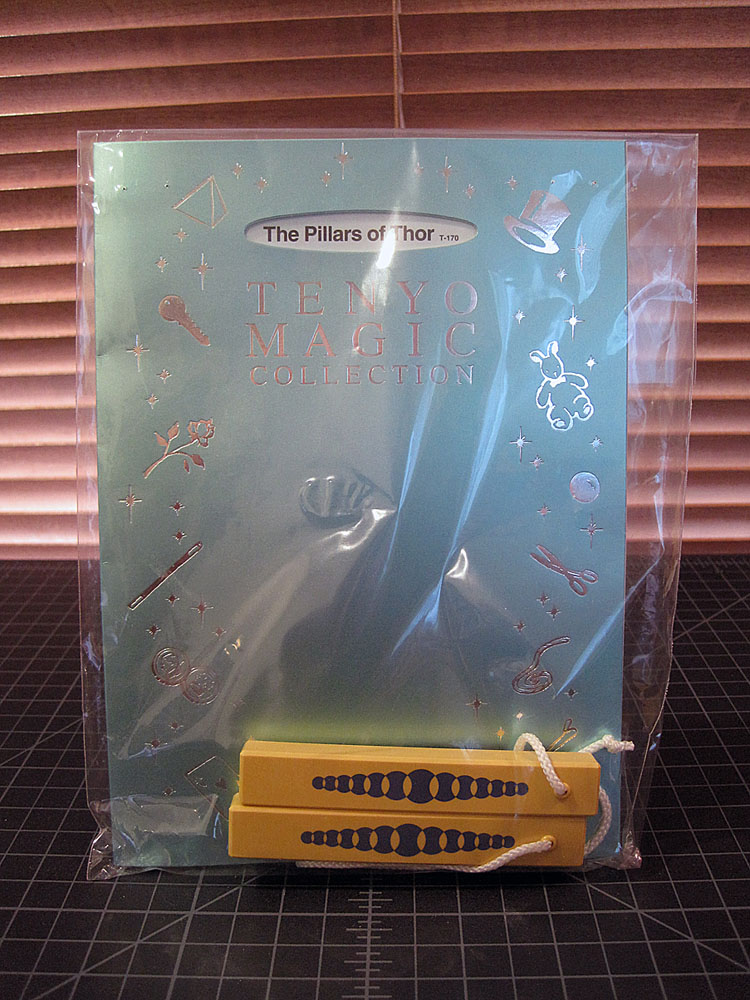 The Pillars of Thor T-170
TENYO
MAGIC
COLLECTION